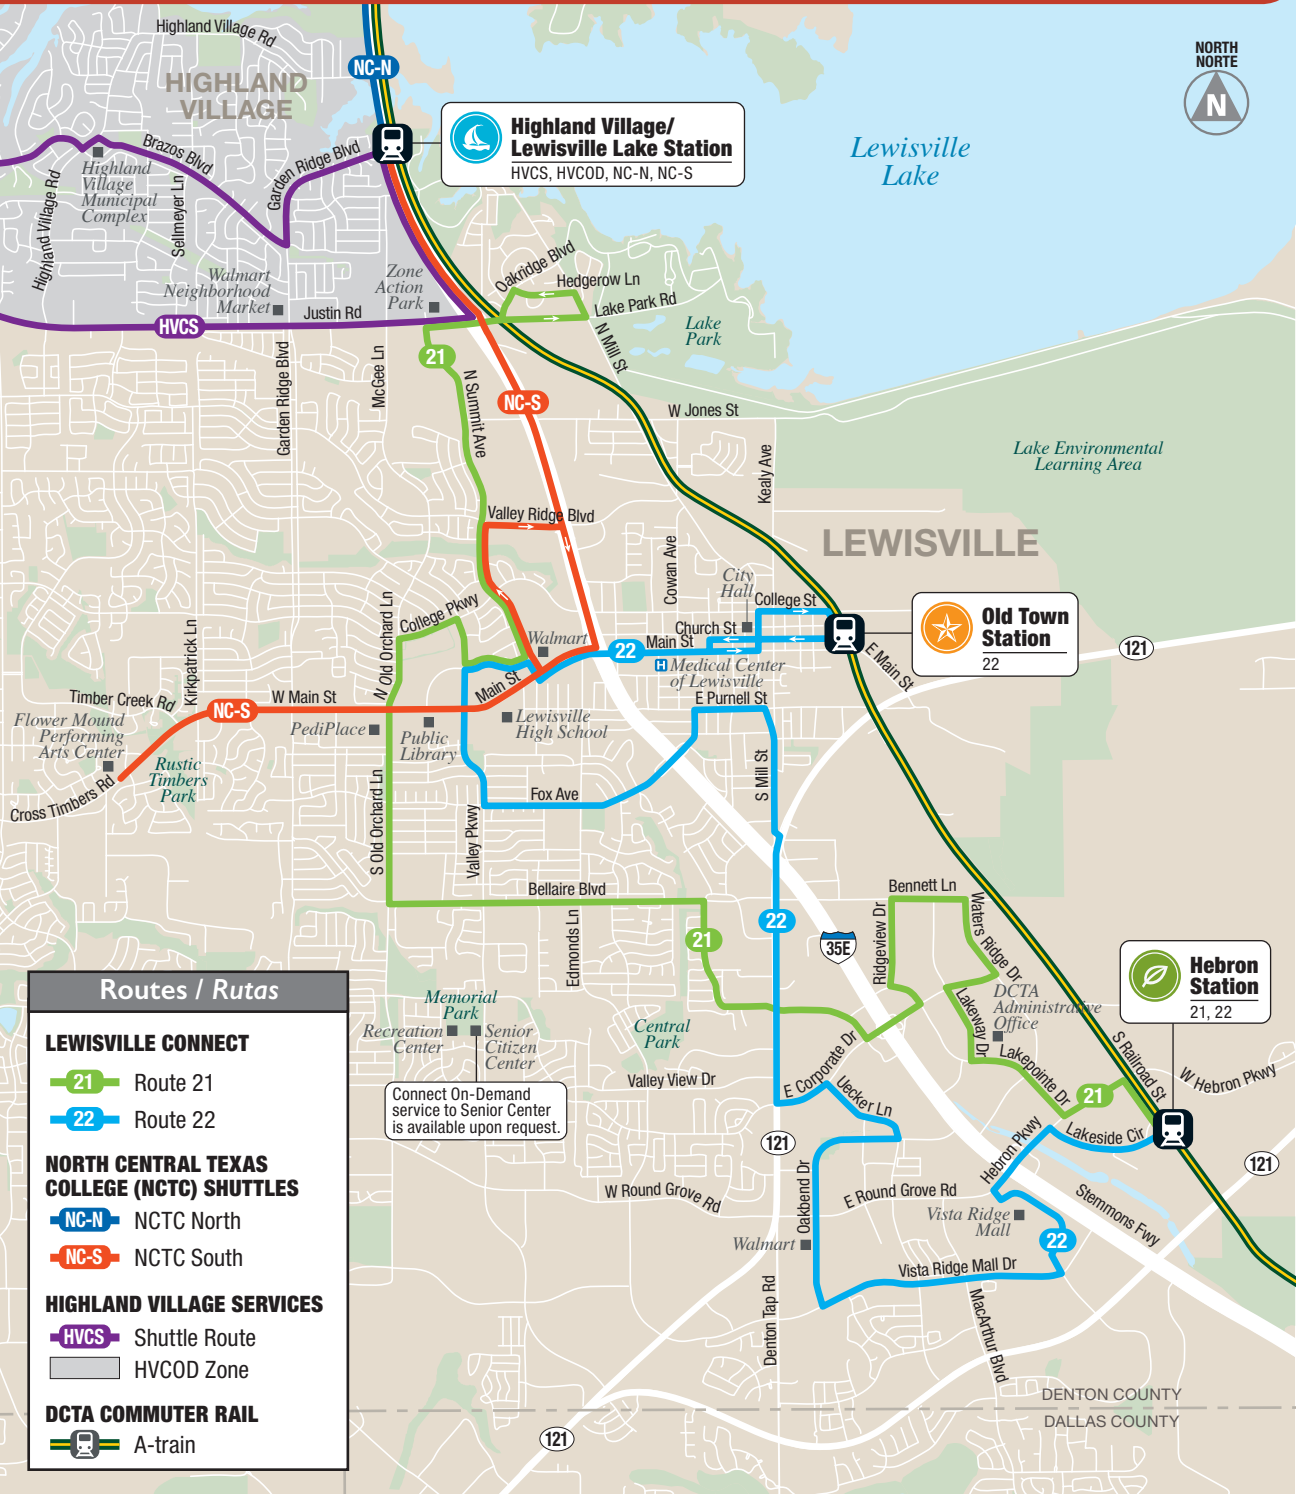 Highland Village Rd
HIGHLAND
VILLAGE
NC-N
NORTH
NORTE
N
Highland Village/
Lewisville Lake Station
HVCS, HVCOD, NC-N, NC-S
Lewisville
Lake
Brazos Blvd
Garden Ridge Blvd
Highland
Village
Municipal
Complex
Highland Village Rd
Sellmeyer Ln
Walmart
Neighborhood
Market
Zone
Action
Park
Justin Rd
HVCS
Oakridge Blvd
Hedgerow Ln
Lake Park Rd
Lake
Park
N Mill St
21
N Summit Ave
McGee Ln
Garden Ridge Blvd
NC-S
W Jones St
Kealy Ave
Lake Environmental
Learning Area
Valley Ridge Blvd
LEWISVILLE
Cowan Ave
City
Hall
College St
Church St
Main St
22
H Medical Center
of Lewisville
Old Town
Station
22
E Main St
121
N Old Orchard Ln
College Pkwy
Walmart
Kirkpatrick Ln
Timber Creek Rd
W Main St
NC-S
Main St
E Purnell St
Flower Mound
Performing
Arts Center
PediPlace
Public
Library
Lewisville
High School
Rustic
Timbers
Park
Cross Timbers Rd
S Old Orchard Ln
Fox Ave
Valley Pkwy
S Mill St
Bellaire Blvd
Edmonds Ln
21
22
35E
Bennett Ln
Ridgeview Dr
Waters Ridge Dr
DCTA
Administrative
Office
Lakeway Dr
Lakepointe Dr
21
S Railroad St
Hebron
Station
21, 22
W Hebron Pkwy
Memorial
Park
Recreation
Center
Senior
Citizen
Center
Connect On-Demand
service to Senior Center
is available upon request.
Central
Park
Valley View Dr
E Corporate Dr
Uecker Ln
121
Hebron Pkwy
Lakeside Cir
121
W Round Grove Rd
Oakbend Dr
E Round Grove Rd
Vista Ridge
Mall
Stemmons Fwy
Walmart
22
Vista Ridge Mall Dr
Denton Tap Rd
MacArthur Blvd
DENTON COUNTY
DALLAS COUNTY
121
Routes / Rutas
LEWISVILLE CONNECT
21 Route 21
22 Route 22
NORTH CENTRAL TEXAS
COLLEGE (NCTC) SHUTTLES
NC-N NCTC North
NC-S NCTC South
HIGHLAND VILLAGE SERVICES
HVCS Shuttle Route
HVCOD Zone
DCTA COMMUTER RAIL
A-train